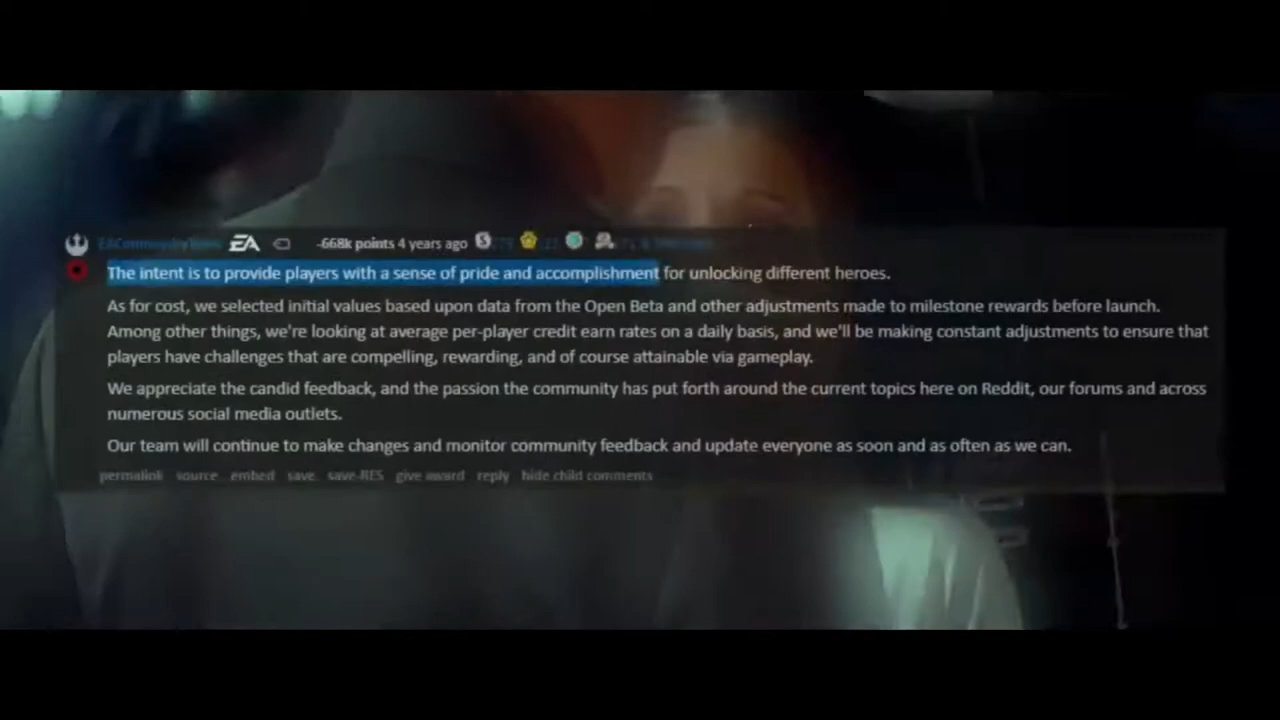 EACommunityTeam EA -668k points 4 years ago
The intent is to provide players with a sense of pride and accomplishment for unlocking different heroes.
As for cost, we selected initial values based upon data from the Open Beta and other adjustments made to milestone rewards before launch.
Among other things, we're looking at average per-player credit earn rates on a daily basis, and we'll be making constant adjustments to ensure that
players have challenges that are compelling, rewarding, and of course attainable via gameplay.
We appreciate the candid feedback, and the passion the community has put forth around the current topics here on Reddit, our forums and across
numerous social media outlets.
Our team will continue to make changes and monitor community feedback and update everyone as soon and as often as we can.
permalink source embed save save-RES give award reply hide child comments